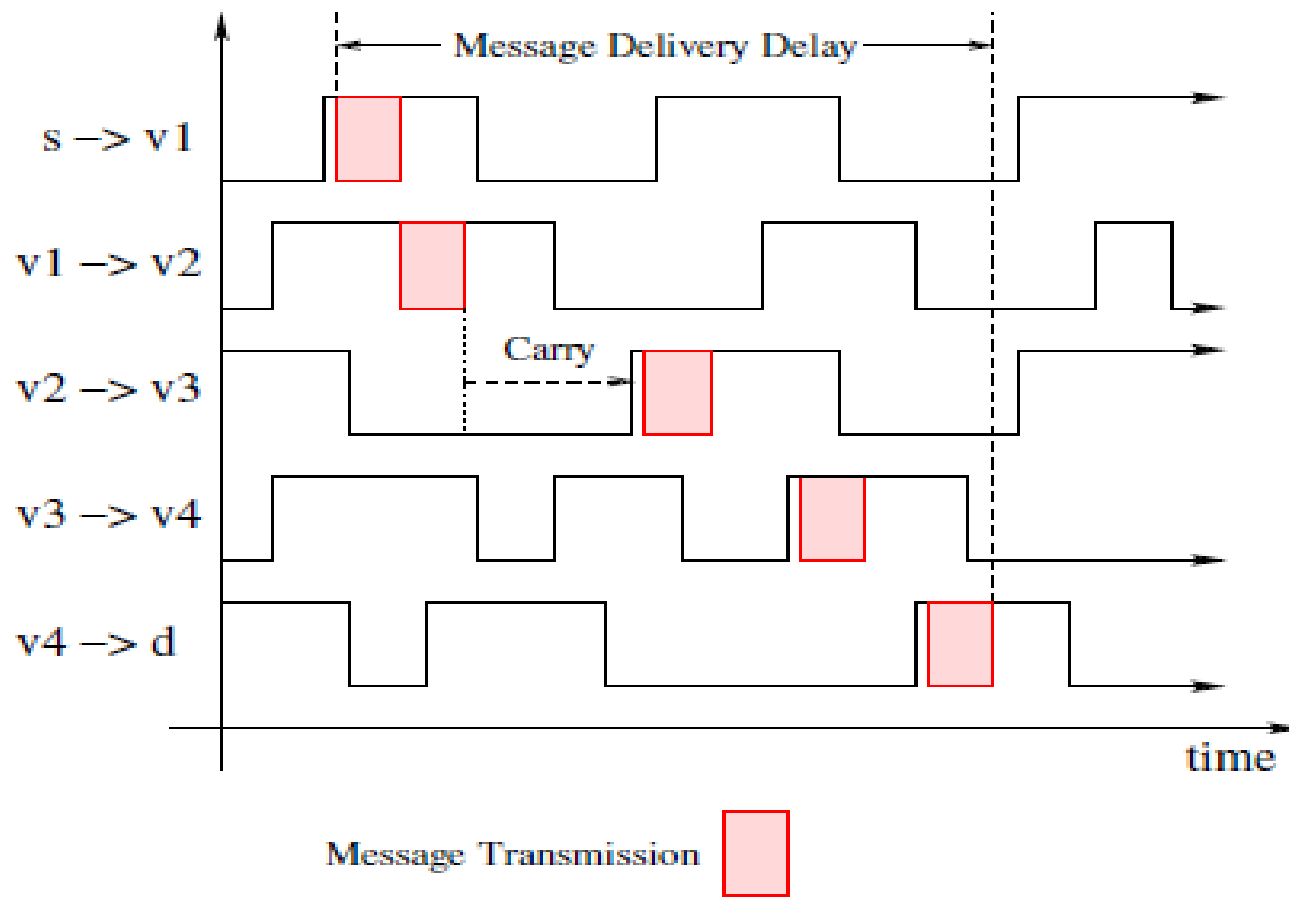 Message Delivery Delay
s −> v1
v1 −> v2
Carry
v2 −> v3
v3 −> v4
v4 −> d
time
Message Transmission